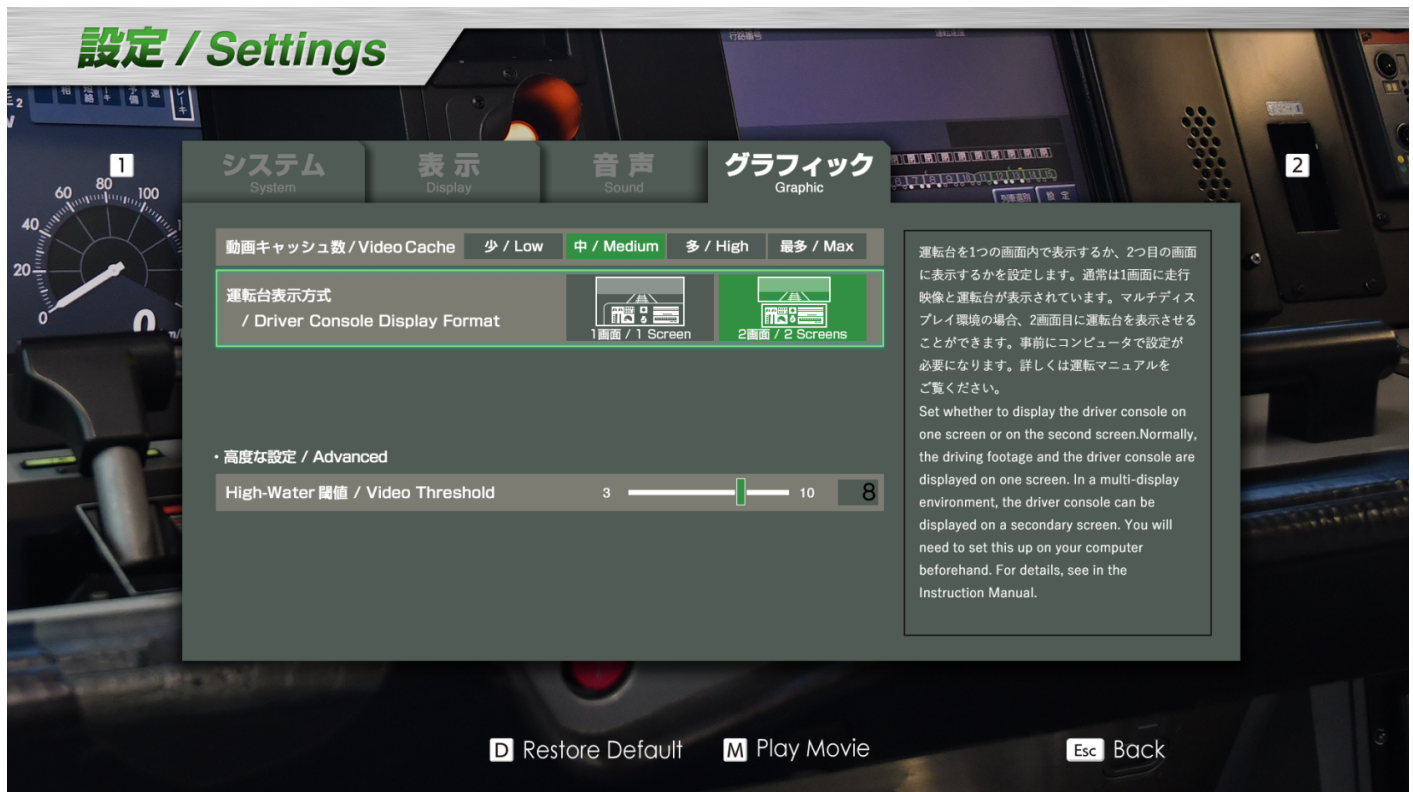 設定 / Settings
行路番号
相
2
60
80
100
40
20
0
0
1
2
システム
System
表示
Display
音声
Sound
グラフィック
Graphic
動画キャッシュ数 / Video Cache
少 / Low
中 / Medium
多 / High
最多 / Max
運転台表示方式
/ Driver Console Display Format
1画面 / 1 Screen
2画面 / 2 Screens
・高度な設定 / Advanced
High-Water 閾値 / Video Threshold
3
10
8
運転台を1つの画面内で表示するか、2つ目の画面
に表示するかを設定します。通常は1画面に走行
映像と運転台が表示されています。マルチディス
プレイ環境の場合、2画面目に運転台を表示させる
ことができます。事前にコンピュータで設定が
必要になります。詳しくは運転マニュアルを
ご覧ください。
Set whether to display the driver console on
one screen or on the second screen.Normally,
the driving footage and the driver console are
displayed on one screen. In a multi-display
environment, the driver console can be
displayed on a secondary screen. You will
need to set this up on your computer
beforehand. For details, see in the
Instruction Manual.
D Restore Default
M Play Movie
Esc Back